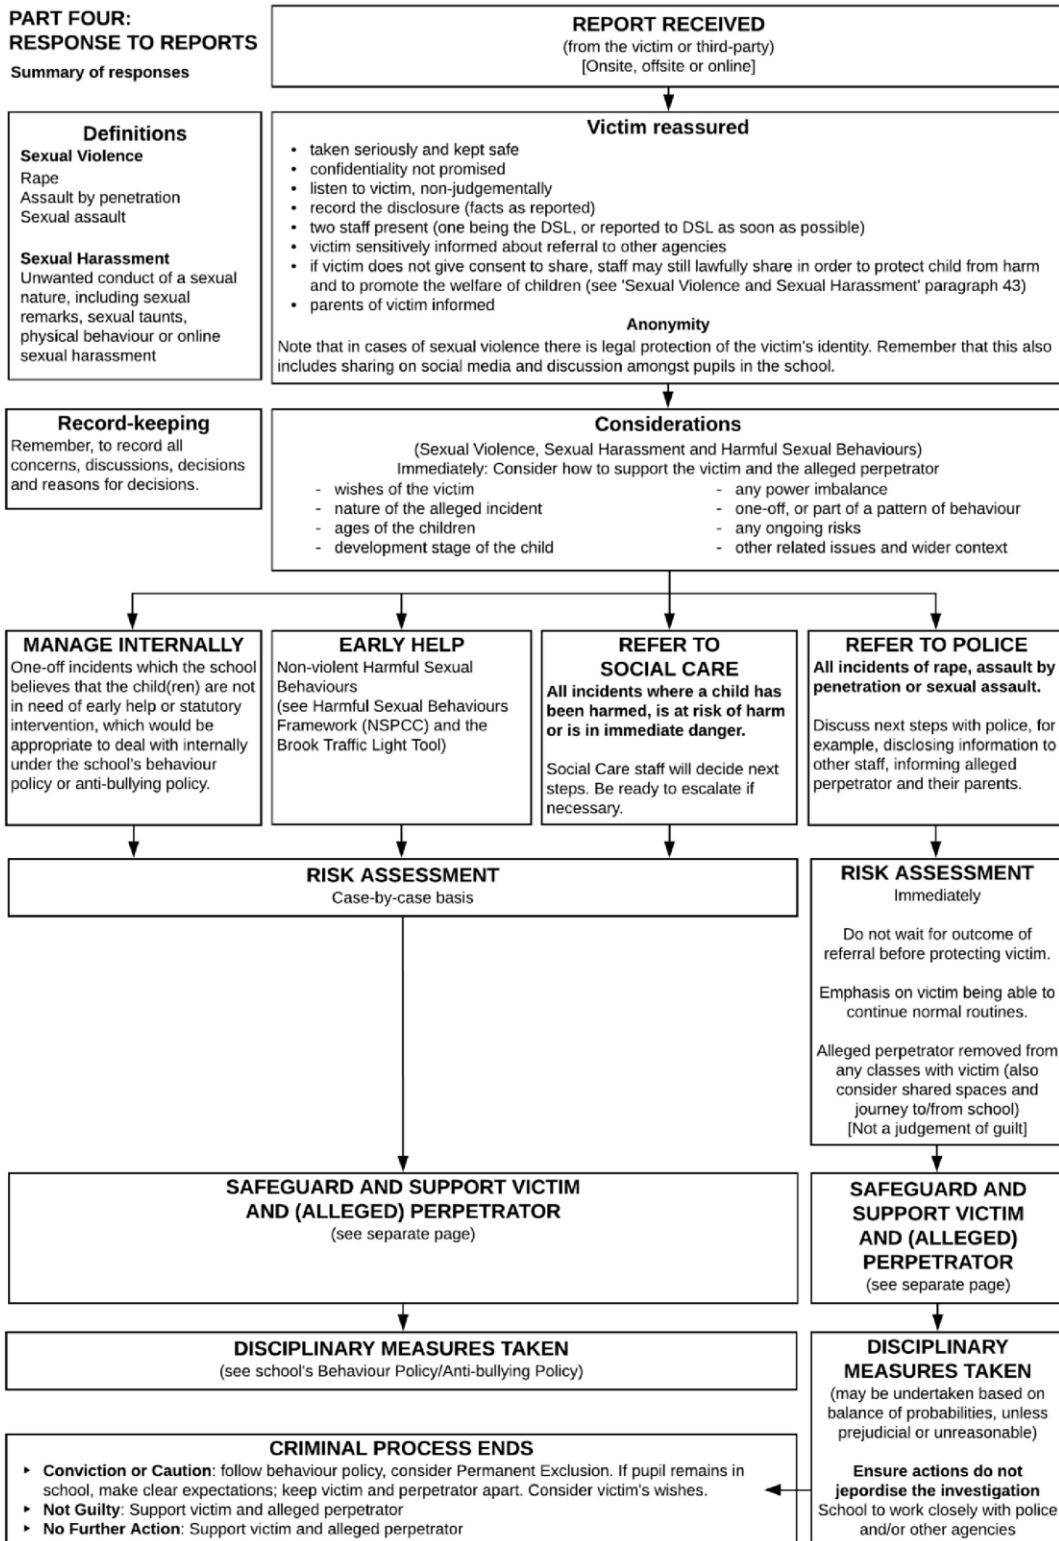 PART FOUR:
RESPONSE TO REPORTS
Summary of responses
REPORT RECEIVED
(from the victim or third-party)
[Onsite, offsite or online]
Definitions
Sexual Violence
Rape
Assault by penetration
Sexual assault
Sexual Harassment
Unwanted conduct of a sexual
nature, including sexual
remarks, sexual taunts,
physical behaviour or online
sexual harassment
Victim reassured
• taken seriously and kept safe
• confidentiality not promised
• listen to victim, non-judgementally
• record the disclosure (facts as reported)
• two staff present (one being the DSL, or reported to DSL as soon as possible)
• victim sensitively informed about referral to other agencies
• if victim does not give consent to share, staff may still lawfully share in order to protect child from harm
and to promote the welfare of children (see 'Sexual Violence and Sexual Harassment' paragraph 43)
• parents of victim informed
Anonymity
Note that in cases of sexual violence there is legal protection of the victim's identity. Remember that this also
includes sharing on social media and discussion amongst pupils in the school.
Record-keeping
Remember, to record all
concerns, discussions, decisions
and reasons for decisions.
Considerations
(Sexual Violence, Sexual Harassment and Harmful Sexual Behaviours)
Immediately: Consider how to support the victim and the alleged perpetrator
- wishes of the victim
- nature of the alleged incident
- ages of the children
- development stage of the child
- any power imbalance
- one-off, or part of a pattern of behaviour
- any ongoing risks
- other related issues and wider context
MANAGE INTERNALLY
One-off incidents which the school
believes that the child(ren) are not
in need of early help or statutory
intervention, which would be
appropriate to deal with internally
under the school's behaviour
policy or anti-bullying policy.
EARLY HELP
Non-violent Harmful Sexual
Behaviours
(see Harmful Sexual Behaviours
Framework (NSPCC) and the
Brook Traffic Light Tool)
REFER TO
SOCIAL CARE
All incidents where a child has
been harmed, is at risk of harm
or is in immediate danger.
Social Care staff will decide next
steps. Be ready to escalate if
necessary.
REFER TO POLICE
All incidents of rape, assault by
penetration or sexual assault.
Discuss next steps with police, for
example, disclosing information to
other staff, informing alleged
perpetrator and their parents.
RISK ASSESSMENT
Case-by-case basis
RISK ASSESSMENT
Immediately
Do not wait for outcome of
referral before protecting victim.
Emphasis on victim being able to
continue normal routines.
Alleged perpetrator removed from
any classes with victim (also
consider shared spaces and
journey to/from school)
[Not a judgement of guilt]
SAFEGUARD AND SUPPORT VICTIM
AND (ALLEGED) PERPETRATOR
(see separate page)
SAFEGUARD AND
SUPPORT VICTIM
AND (ALLEGED)
PERPETRATOR
(see separate page)
DISCIPLINARY MEASURES TAKEN
(see school's Behaviour Policy/Anti-bullying Policy)
DISCIPLINARY
MEASURES TAKEN
(may be undertaken based on
balance of probabilities, unless
prejudicial or unreasonable)
Ensure actions do not
jepordise the investigation
School to work closely with police
and/or other agencies
CRIMINAL PROCESS ENDS
▸ Conviction or Caution: follow behaviour policy, consider Permanent Exclusion. If pupil remains in
school, make clear expectations; keep victim and perpetrator apart. Consider victim's wishes.
▸ Not Guilty: Support victim and alleged perpetrator
▸ No Further Action: Support victim and alleged perpetrator